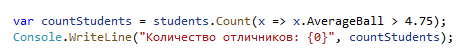 var countStudents = students.Count(x => x.AverageBall > 4.75);
Console.WriteLine("Количество отличников: {0}", countStudents);